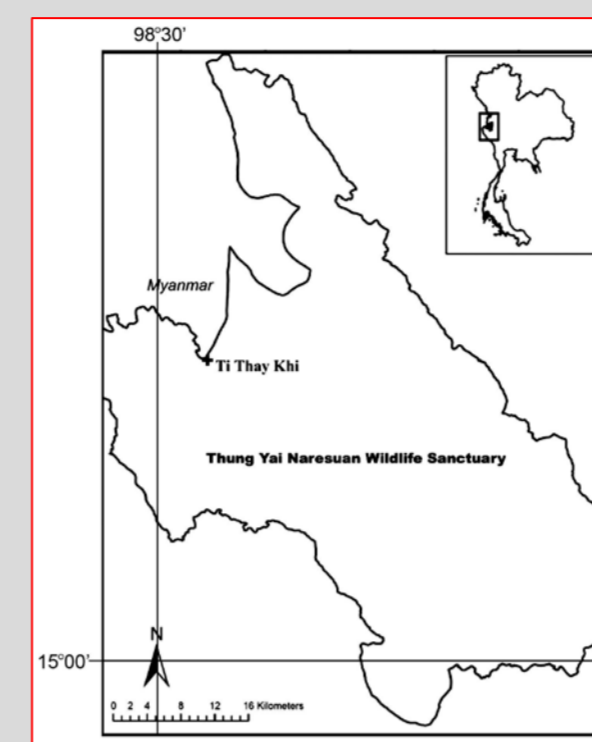 98°30'
Myanmar
Ti Thay Khi
Thung Yai Naresuan Wildlife Sanctuary
N
15°00'
0 2 4 8 12 16 Kilometers